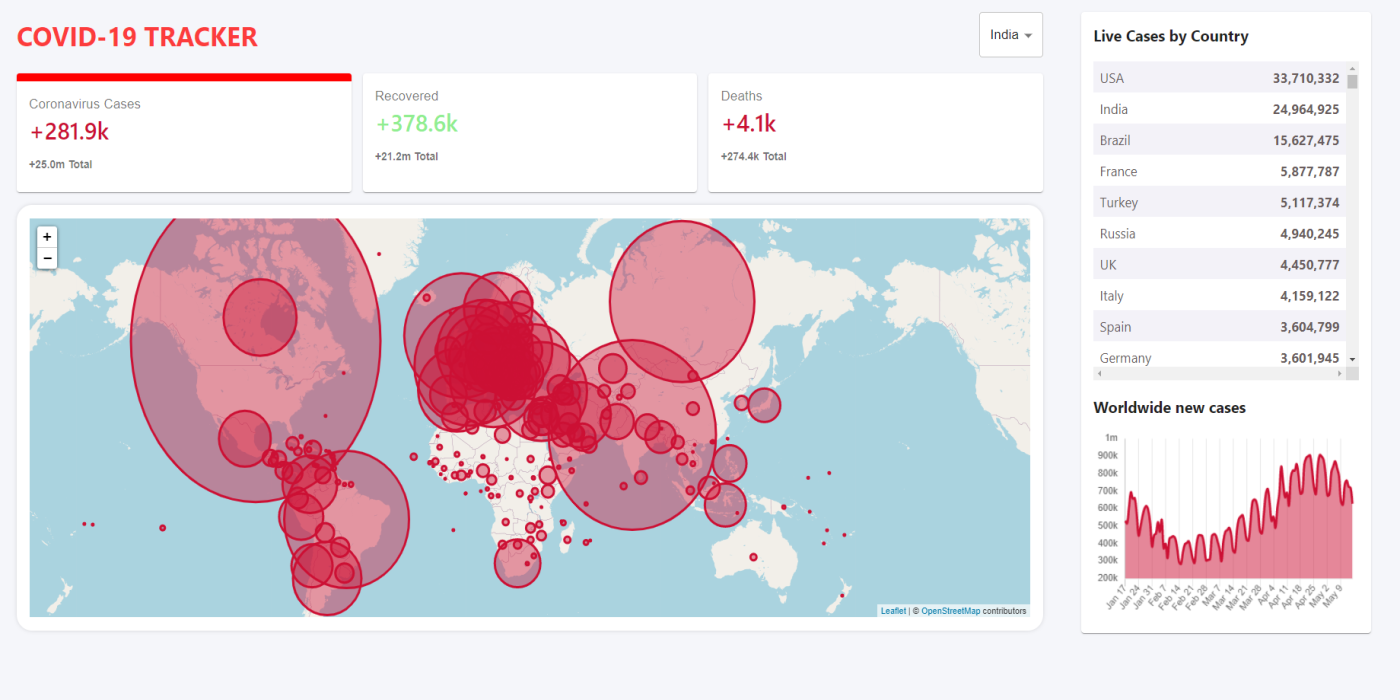 COVID-19 TRACKER
India
Coronavirus Cases
+281.9k
+25.0m Total
Recovered
+378.6k
+21.2m Total
Deaths
+4.1k
+274.4k Total
+
−
Leaflet | © OpenStreetMap contributors
Live Cases by Country
USA 33,710,332
India 24,964,925
Brazil 15,627,475
France 5,877,787
Turkey 5,117,374
Russia 4,940,245
UK 4,450,777
Italy 4,159,122
Spain 3,604,799
Germany 3,601,945
Worldwide new cases
1m
900k
800k
700k
600k
500k
400k
300k
200k
Jan 17 Jan 24 Jan 31 Feb 7 Feb 14 Feb 21 Feb 28 Mar 7 Mar 14 Mar 21 Mar 28 Apr 4 Apr 11 Apr 18 Apr 25 May 2 May 9